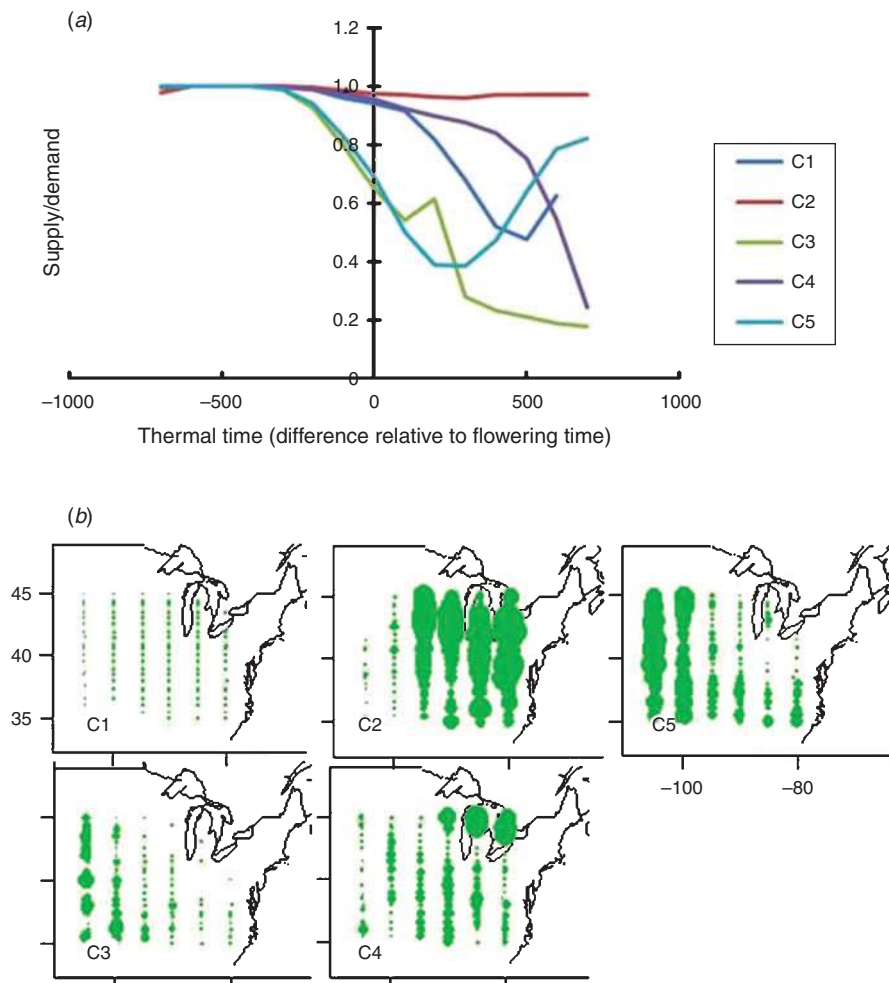 (a)
1.2
1.0
0.8
0.6
0.4
0.2
0
Supply/demand
–1000
–500
0
500
1000
Thermal time (difference relative to flowering time)
C1
C2
C3
C4
C5
(b)
45
40
35
C1
C2
C5
–100
–80
C3
C4